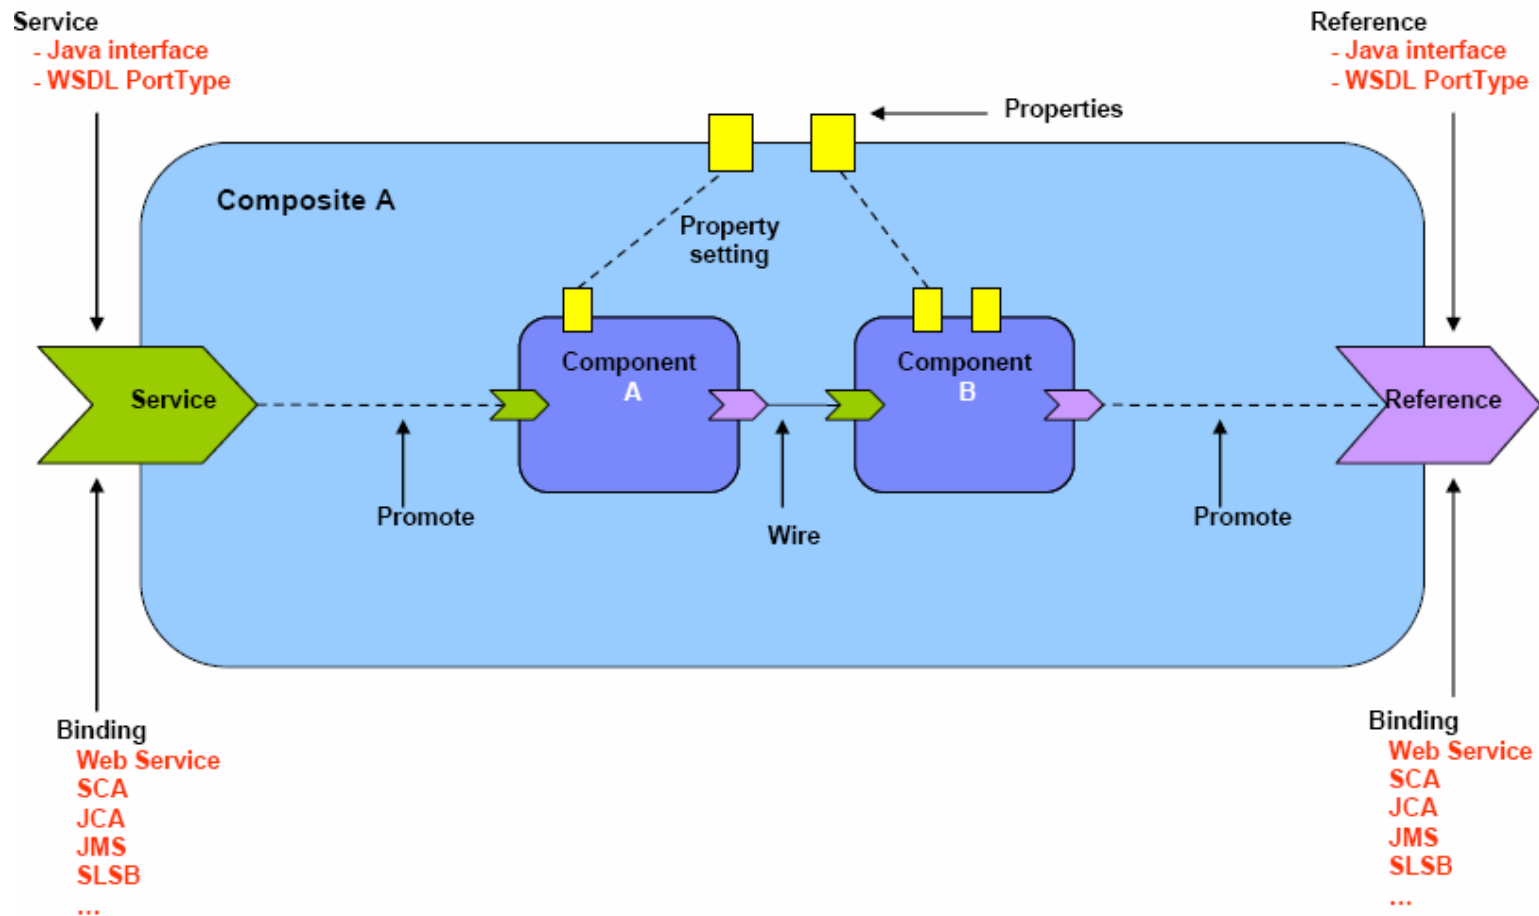 Service
- Java interface
- WSDL PortType
Reference
- Java interface
- WSDL PortType
Properties
Composite A
Property
setting
Component
A
Component
B
Service
Reference
Promote
Wire
Promote
Binding
Web Service
SCA
JCA
JMS
SLSB
...
Binding
Web Service
SCA
JCA
JMS
SLSB
...